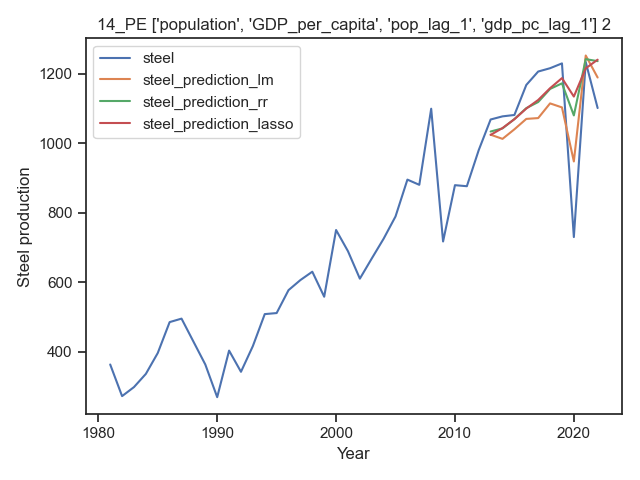 14_PE ['population', 'GDP_per_capita', 'pop_lag_1', 'gdp_pc_lag_1'] 2
steel
steel_prediction_lm
steel_prediction_rr
steel_prediction_lasso
1200
1000
800
600
400
Steel production
1980
1990
2000
2010
2020
Year